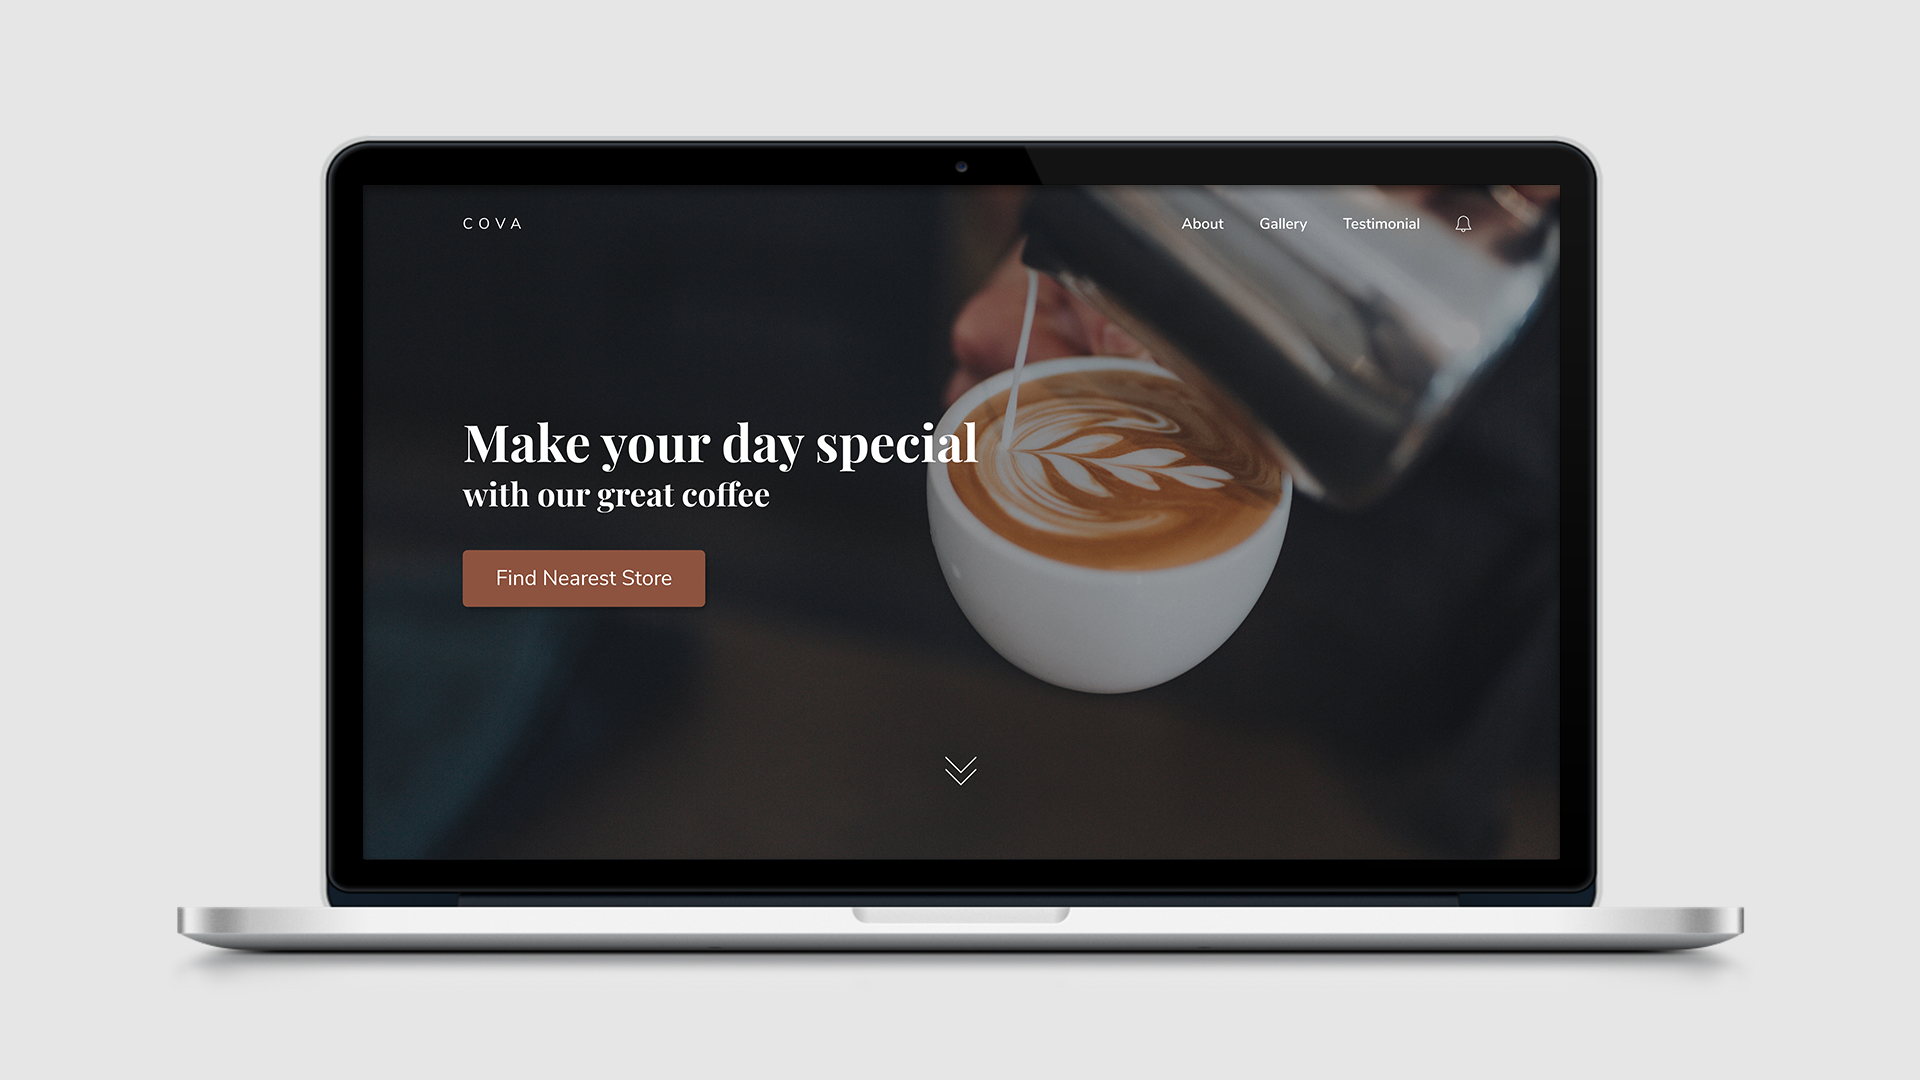 COVA
About
Gallery
Testimonial
Make your day special
with our great coffee
Find Nearest Store